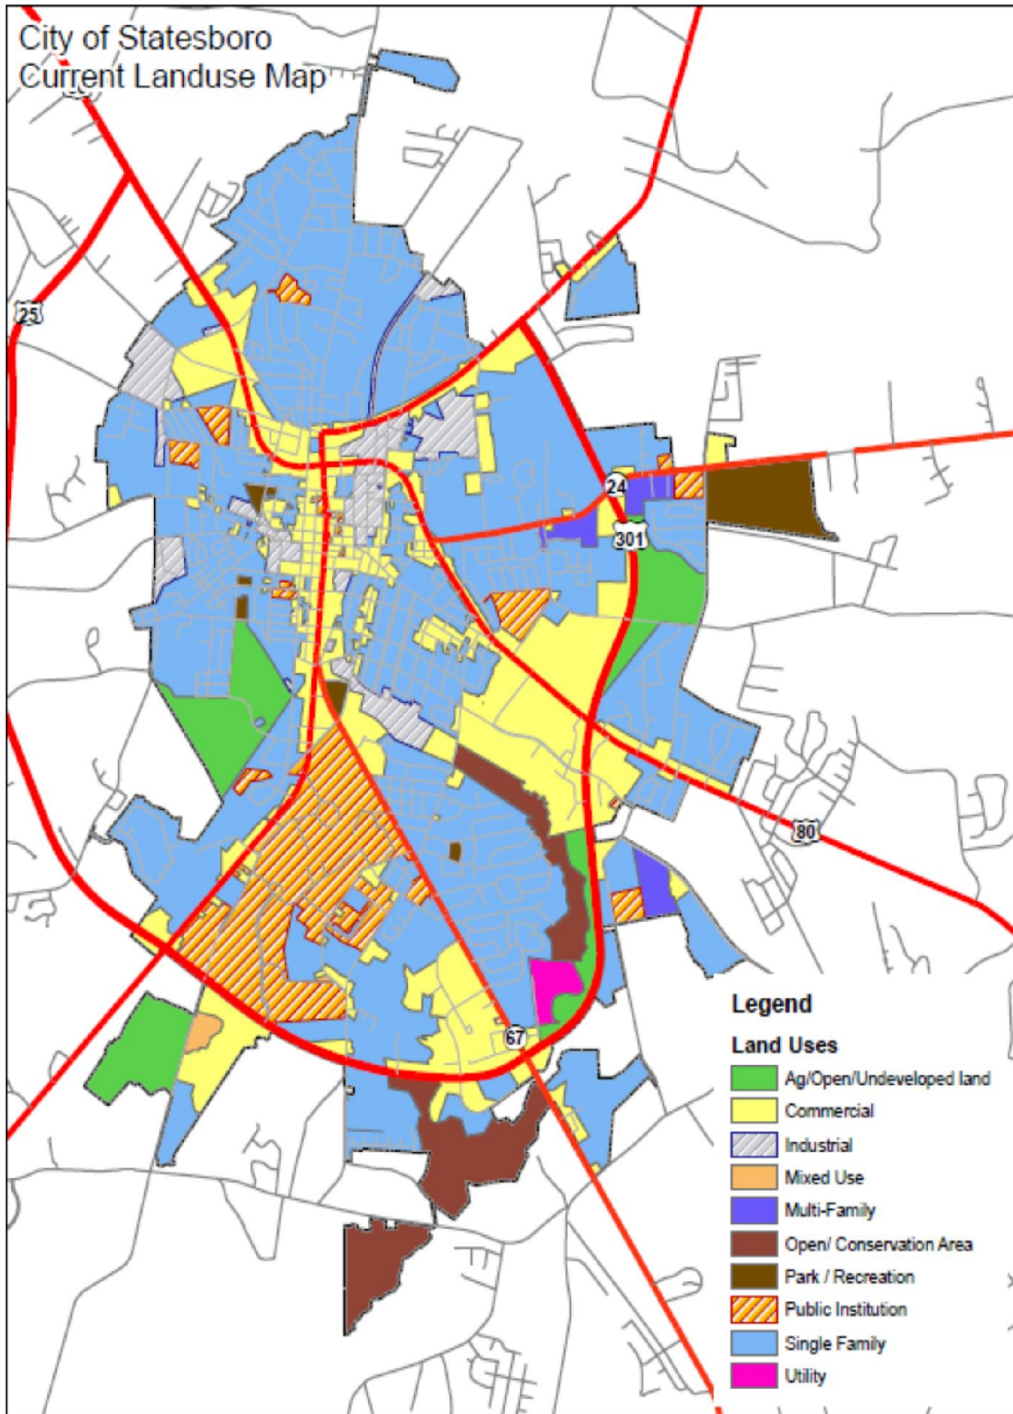 City of Statesboro
Current Landuse Map
25
24
301
80
67
Legend
Land Uses
Ag/Open/Undeveloped land
Commercial
Industrial
Mixed Use
Multi-Family
Open/ Conservation Area
Park / Recreation
Public Institution
Single Family
Utility